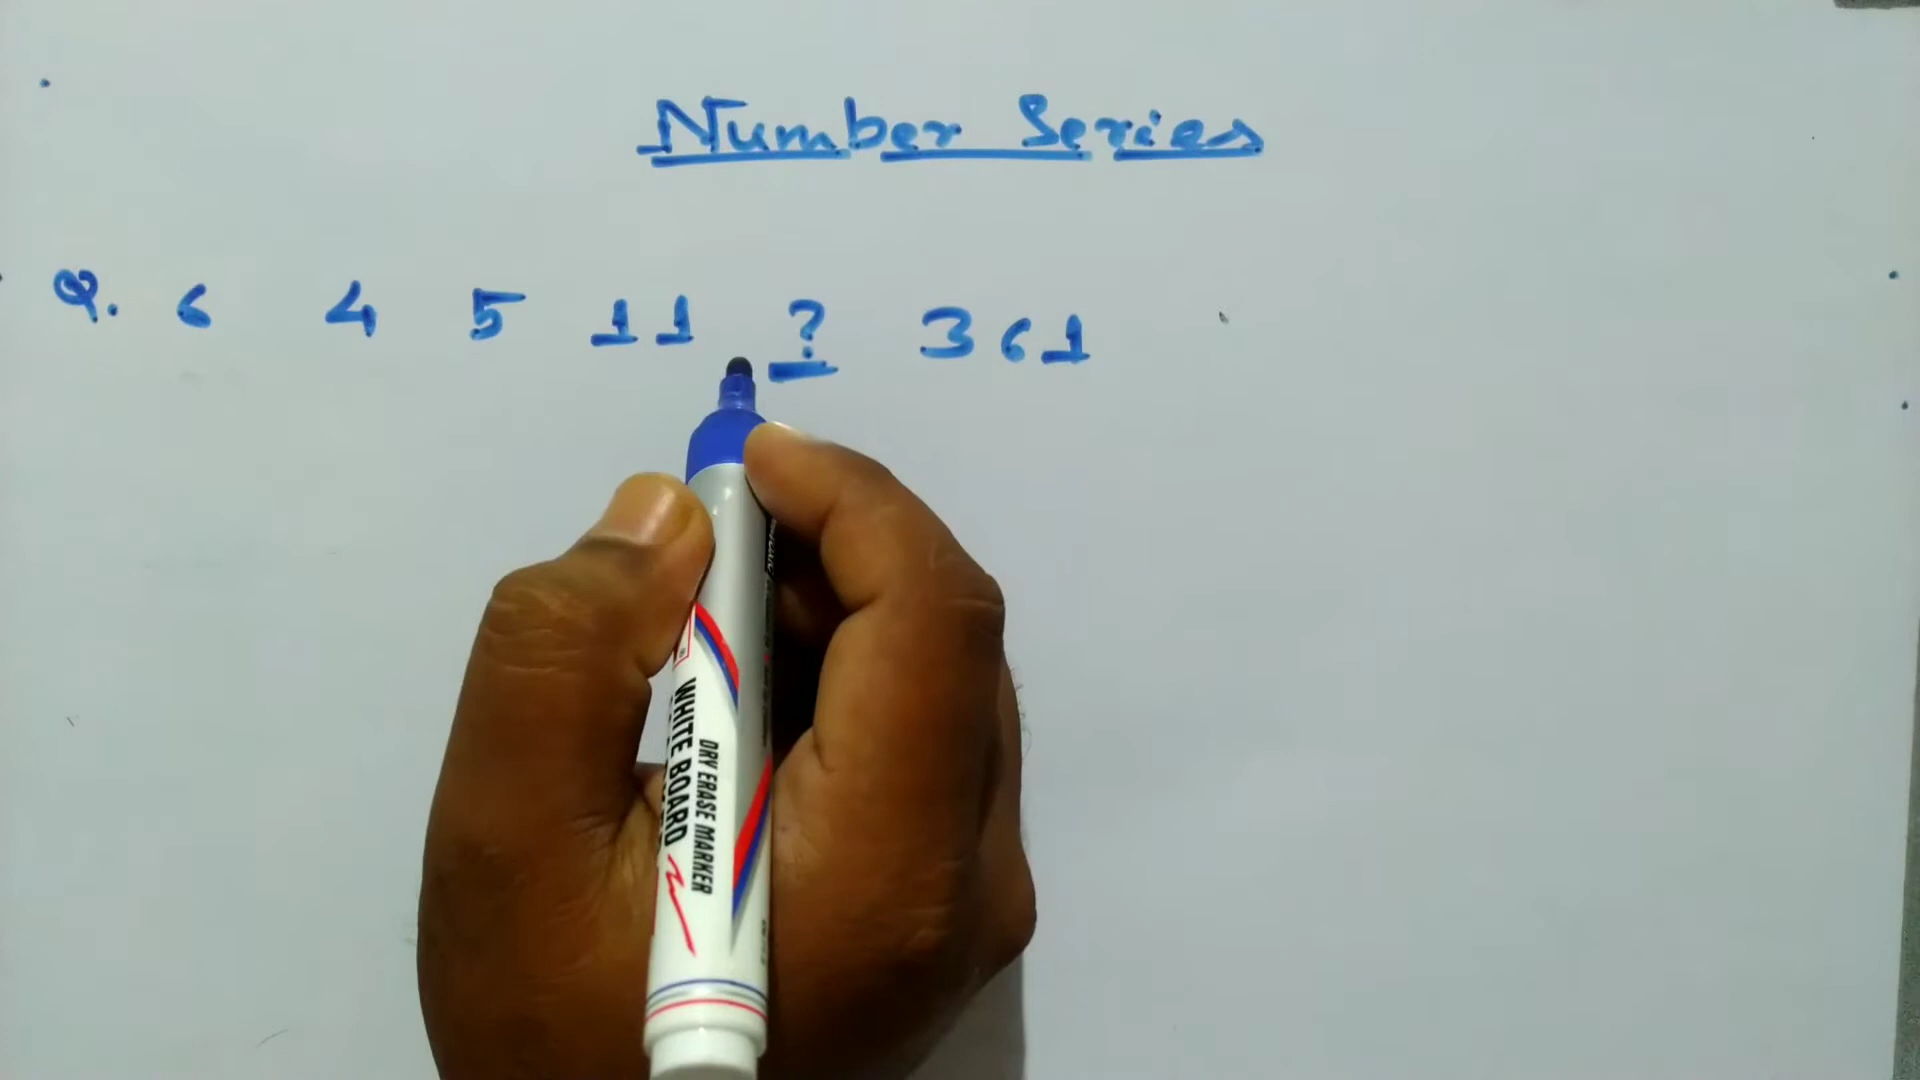 Number Series
Q. 6 4 5 11 ? 361
WHITE BOARD
DRY ERASE MARKER